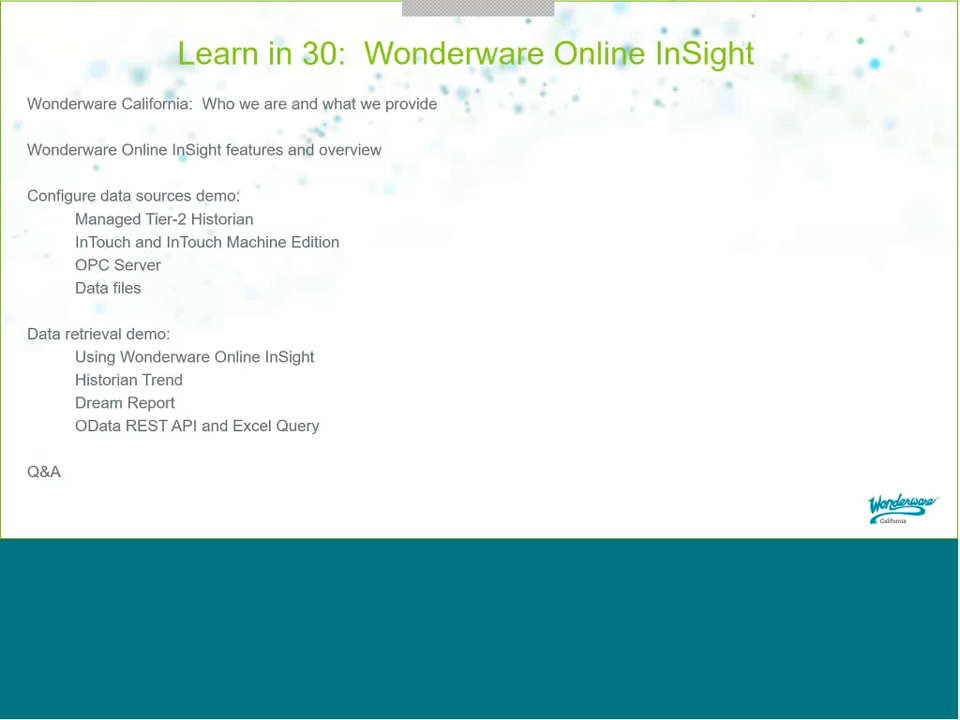 Learn in 30: Wonderware Online InSight
Wonderware California: Who we are and what we provide
Wonderware Online InSight features and overview
Configure data sources demo:
Managed Tier-2 Historian
InTouch and InTouch Machine Edition
OPC Server
Data files
Data retrieval demo:
Using Wonderware Online InSight
Historian Trend
Dream Report
OData REST API and Excel Query
Q&A
Wonderware
California